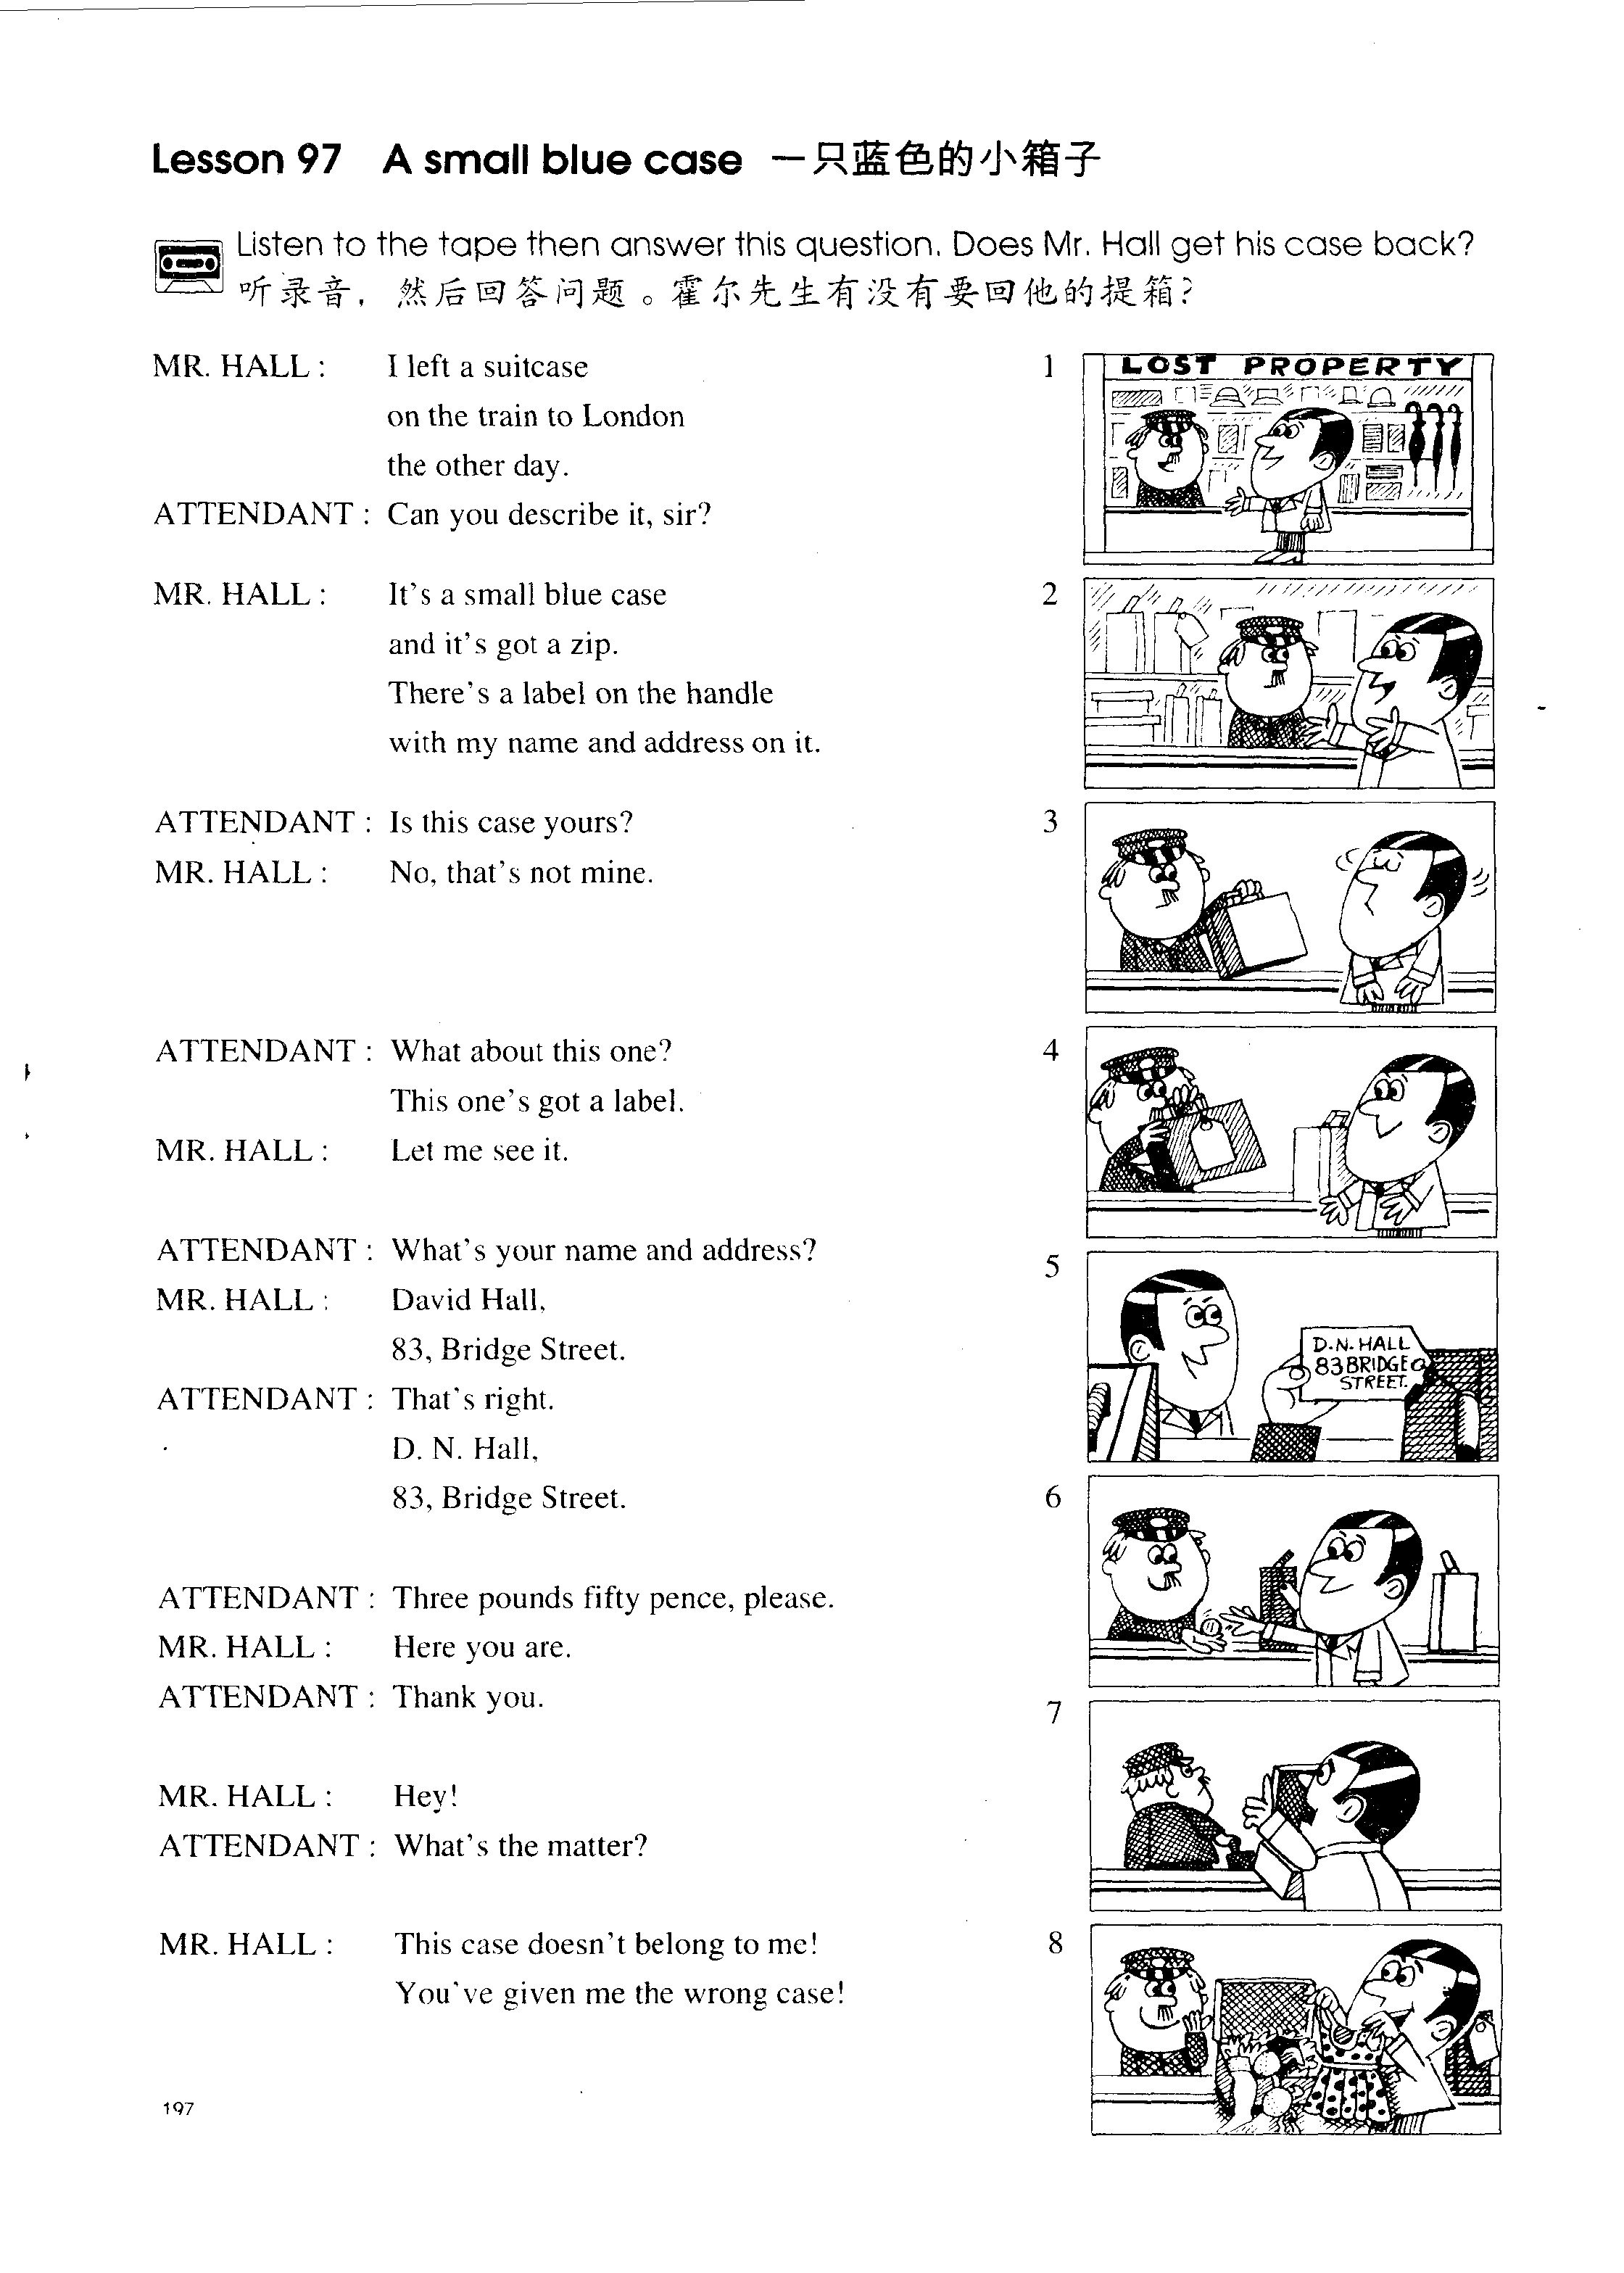 Lesson 97 A small blue case 一只蓝色的小箱子
Listen to the tape then answer this question. Does Mr. Hall get his case back?
听录音，然后回答问题。霍尔先生有没有要回他的提箱？
MR. HALL : I left a suitcase
on the train to London
the other day.
ATTENDANT : Can you describe it, sir?
1
LOST PROPERTY
MR. HALL : It's a small blue case
and it's got a zip.
There's a label on the handle
with my name and address on it.
2
ATTENDANT : Is this case yours?
MR. HALL : No, that's not mine.
3
ATTENDANT : What about this one?
This one's got a label.
MR. HALL : Let me see it.
4
ATTENDANT : What's your name and address?
MR. HALL : David Hall,
83, Bridge Street.
ATTENDANT : That's right.
D. N. Hall,
83, Bridge Street.
5
D.N. HALL
83 BRIDGE
STREET.
ATTENDANT : Three pounds fifty pence, please.
MR. HALL : Here you are.
ATTENDANT : Thank you.
6
MR. HALL : Hey!
ATTENDANT : What's the matter?
7
MR. HALL : This case doesn't belong to me!
You've given me the wrong case!
8
197